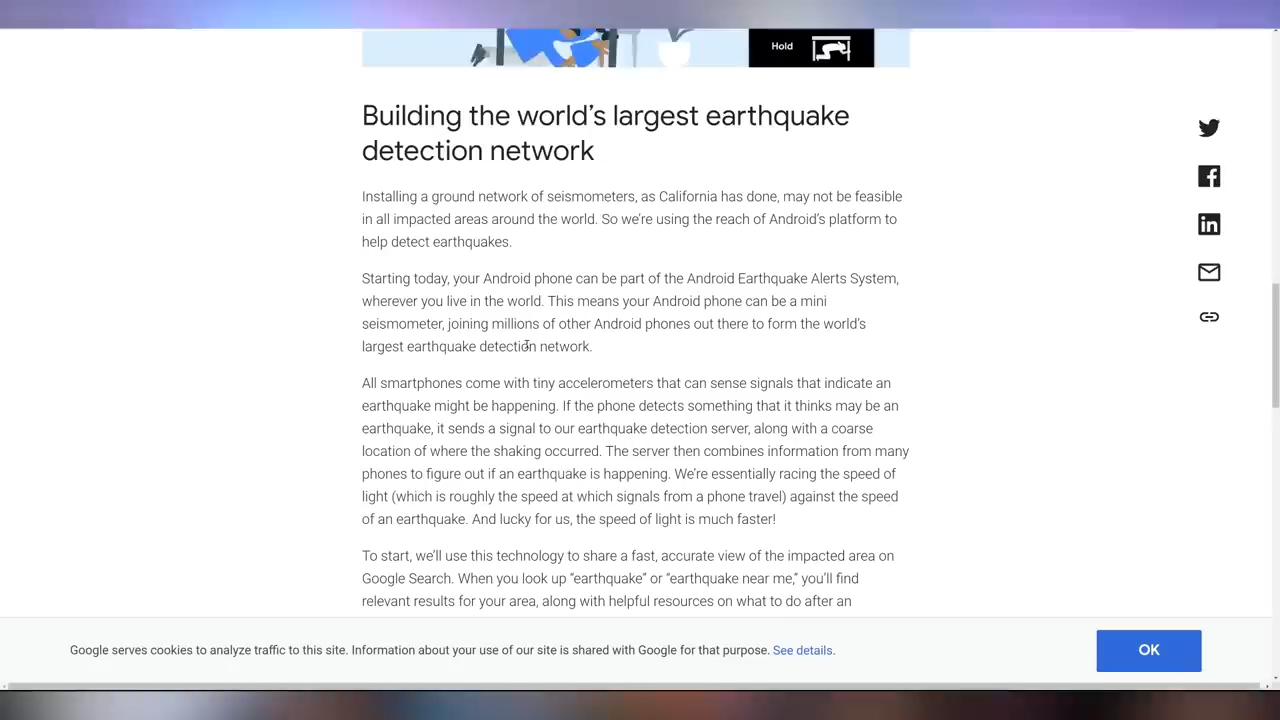 Hold
Building the world’s largest earthquake
detection network
Installing a ground network of seismometers, as California has done, may not be feasible
in all impacted areas around the world. So we’re using the reach of Android’s platform to
help detect earthquakes.
Starting today, your Android phone can be part of the Android Earthquake Alerts System,
wherever you live in the world. This means your Android phone can be a mini
seismometer, joining millions of other Android phones out there to form the world’s
largest earthquake detection network.
All smartphones come with tiny accelerometers that can sense signals that indicate an
earthquake might be happening. If the phone detects something that it thinks may be an
earthquake, it sends a signal to our earthquake detection server, along with a coarse
location of where the shaking occurred. The server then combines information from many
phones to figure out if an earthquake is happening. We’re essentially racing the speed of
light (which is roughly the speed at which signals from a phone travel) against the speed
of an earthquake. And lucky for us, the speed of light is much faster!
To start, we’ll use this technology to share a fast, accurate view of the impacted area on
Google Search. When you look up “earthquake” or “earthquake near me,” you’ll find
relevant results for your area, along with helpful resources on what to do after an
Google serves cookies to analyze traffic to this site. Information about your use of our site is shared with Google for that purpose. See details.
OK